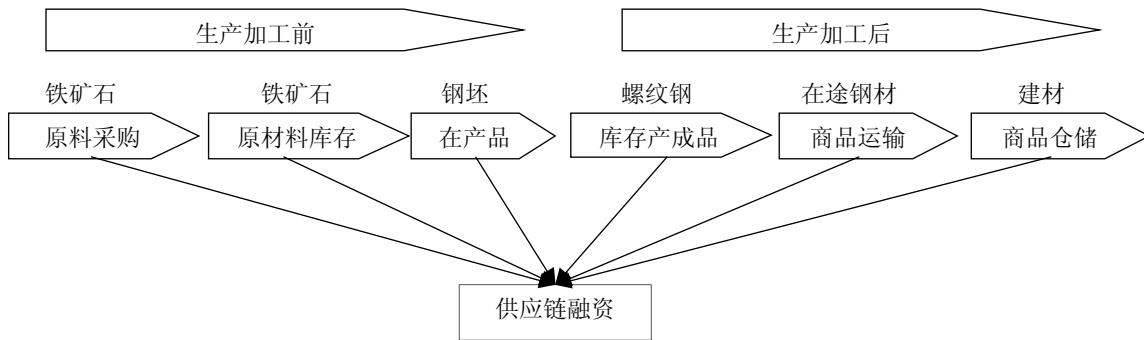 生产加工前 生产加工后
铁矿石 铁矿石 钢坯 螺纹钢 在途钢材 建材
原料采购 原材料库存 在产品 库存产成品 商品运输 商品仓储
供应链融资